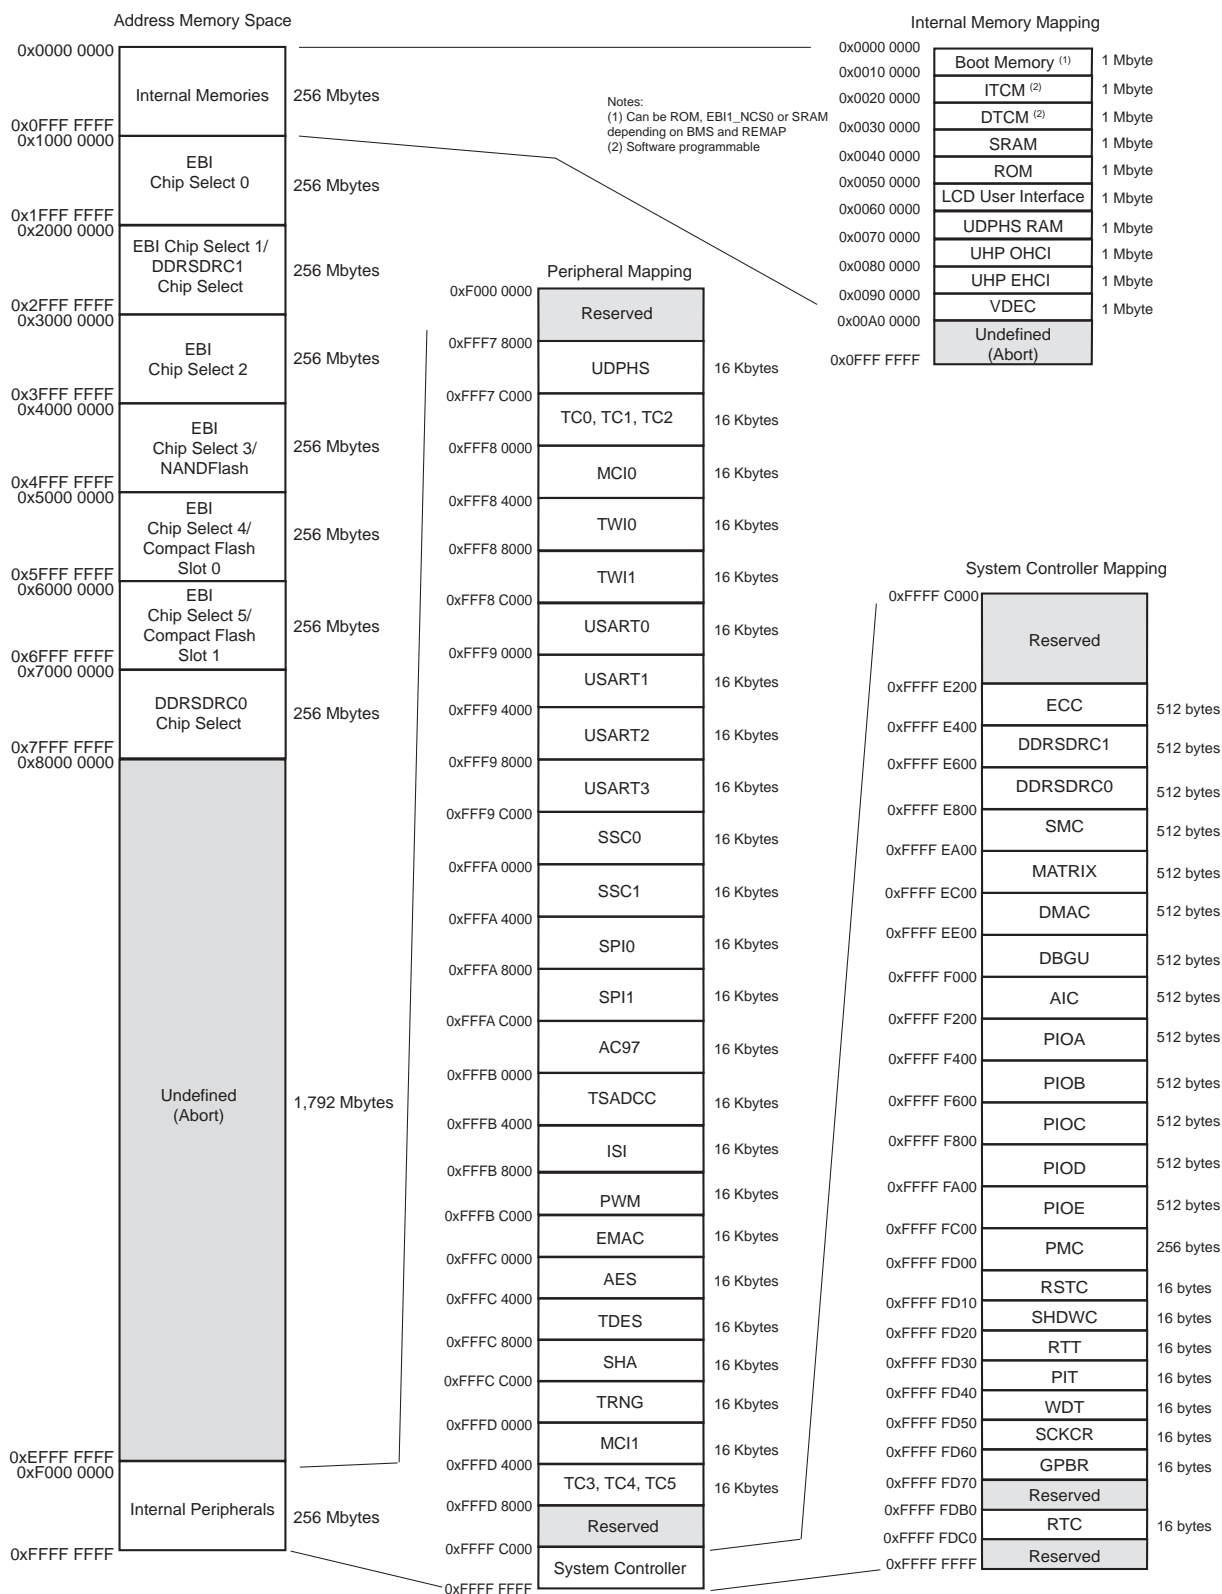 Address Memory Space
0x0000 0000
Internal Memories
256 Mbytes
0x0FFF FFFF
0x1000 0000
EBI
Chip Select 0
256 Mbytes
0x1FFF FFFF
0x2000 0000
EBI Chip Select 1/
DDRSDRC1
Chip Select
256 Mbytes
0x2FFF FFFF
0x3000 0000
EBI
Chip Select 2
256 Mbytes
0x3FFF FFFF
0x4000 0000
EBI
Chip Select 3/
NANDFlash
256 Mbytes
0x4FFF FFFF
0x5000 0000
EBI
Chip Select 4/
Compact Flash
Slot 0
256 Mbytes
0x5FFF FFFF
0x6000 0000
EBI
Chip Select 5/
Compact Flash
Slot 1
256 Mbytes
0x6FFF FFFF
0x7000 0000
DDRSDRC0
Chip Select
256 Mbytes
0x7FFF FFFF
0x8000 0000
Undefined
(Abort)
1,792 Mbytes
0xEFFF FFFF
0xF000 0000
Internal Peripherals
256 Mbytes
0xFFFF FFFF
Notes:
(1) Can be ROM, EBI1_NCS0 or SRAM
depending on BMS and REMAP
(2) Software programmable
Internal Memory Mapping
0x0000 0000
Boot Memory (1)
1 Mbyte
0x0010 0000
ITCM (2)
1 Mbyte
0x0020 0000
DTCM (2)
1 Mbyte
0x0030 0000
SRAM
1 Mbyte
0x0040 0000
ROM
1 Mbyte
0x0050 0000
LCD User Interface
1 Mbyte
0x0060 0000
UDPHS RAM
1 Mbyte
0x0070 0000
UHP OHCI
1 Mbyte
0x0080 0000
UHP EHCI
1 Mbyte
0x0090 0000
VDEC
1 Mbyte
0x00A0 0000
Undefined
(Abort)
0x0FFF FFFF
Peripheral Mapping
0xF000 0000
Reserved
0xFFF7 8000
UDPHS
16 Kbytes
0xFFF7 C000
TC0, TC1, TC2
16 Kbytes
0xFFF8 0000
MCI0
16 Kbytes
0xFFF8 4000
TWI0
16 Kbytes
0xFFF8 8000
TWI1
16 Kbytes
0xFFF8 C000
USART0
16 Kbytes
0xFFF9 0000
USART1
16 Kbytes
0xFFF9 4000
USART2
16 Kbytes
0xFFF9 8000
USART3
16 Kbytes
0xFFF9 C000
SSC0
16 Kbytes
0xFFFA 0000
SSC1
16 Kbytes
0xFFFA 4000
SPI0
16 Kbytes
0xFFFA 8000
SPI1
16 Kbytes
0xFFFA C000
AC97
16 Kbytes
0xFFFB 0000
TSADCC
16 Kbytes
0xFFFB 4000
ISI
16 Kbytes
0xFFFB 8000
PWM
16 Kbytes
0xFFFB C000
EMAC
16 Kbytes
0xFFFC 0000
AES
16 Kbytes
0xFFFC 4000
TDES
16 Kbytes
0xFFFC 8000
SHA
16 Kbytes
0xFFFC C000
TRNG
16 Kbytes
0xFFFD 0000
MCI1
16 Kbytes
0xFFFD 4000
TC3, TC4, TC5
16 Kbytes
0xFFFD 8000
Reserved
0xFFFF C000
System Controller
0xFFFF FFFF
System Controller Mapping
0xFFFF C000
Reserved
0xFFFF E200
ECC
512 bytes
0xFFFF E400
DDRSDRC1
512 bytes
0xFFFF E600
DDRSDRC0
512 bytes
0xFFFF E800
SMC
512 bytes
0xFFFF EA00
MATRIX
512 bytes
0xFFFF EC00
DMAC
512 bytes
0xFFFF EE00
DBGU
512 bytes
0xFFFF F000
AIC
512 bytes
0xFFFF F200
PIOA
512 bytes
0xFFFF F400
PIOB
512 bytes
0xFFFF F600
PIOC
512 bytes
0xFFFF F800
PIOD
512 bytes
0xFFFF FA00
PIOE
512 bytes
0xFFFF FC00
PMC
256 bytes
0xFFFF FD00
RSTC
16 bytes
0xFFFF FD10
SHDWC
16 bytes
0xFFFF FD20
RTT
16 bytes
0xFFFF FD30
PIT
16 bytes
0xFFFF FD40
WDT
16 bytes
0xFFFF FD50
SCKCR
16 bytes
0xFFFF FD60
GPBR
16 bytes
0xFFFF FD70
Reserved
0xFFFF FDB0
RTC
16 bytes
0xFFFF FDC0
Reserved
0xFFFF FFFF